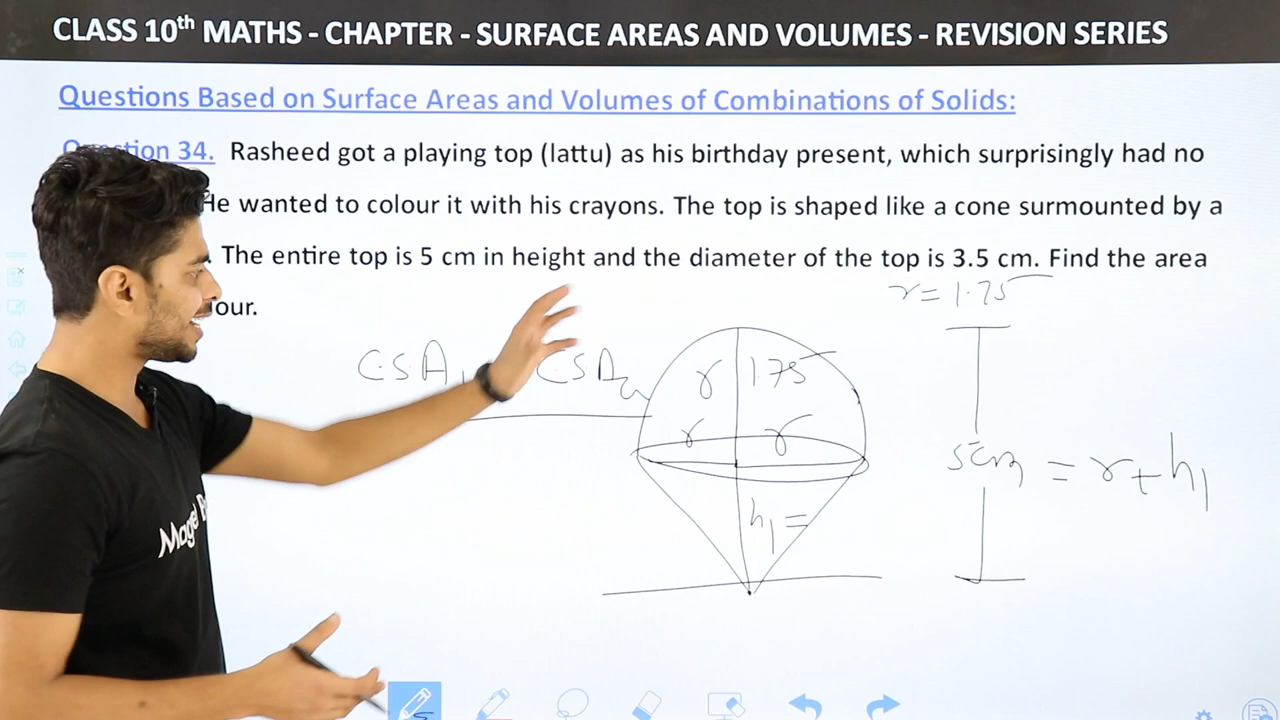 CLASS 10th MATHS - CHAPTER - SURFACE AREAS AND VOLUMES - REVISION SERIES
Questions Based on Surface Areas and Volumes of Combinations of Solids:
Question 34. Rasheed got a playing top (lattu) as his birthday present, which surprisingly had no
He wanted to colour it with his crayons. The top is shaped like a cone surmounted by a
. The entire top is 5 cm in height and the diameter of the top is 3.5 cm. Find the area
our.
r = 1.75
CSA CSA
r 1.75
r r
5cm = r + h1
h1 =